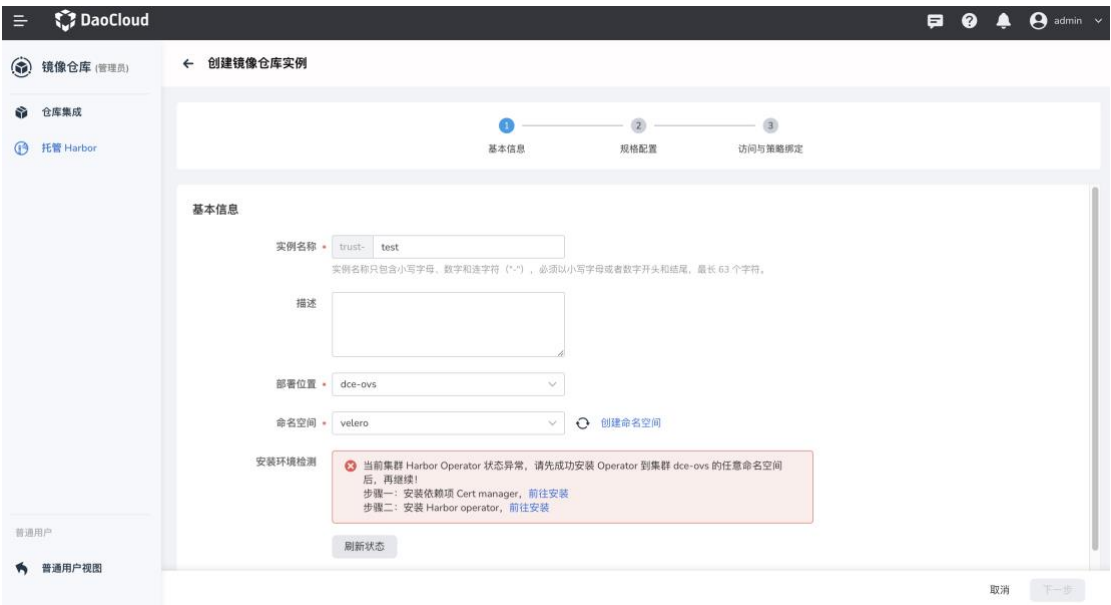 DaoCloud
admin
镜像仓库 (管理员)
创建镜像仓库实例
仓库集成
托管 Harbor
1
2
3
基本信息
规格配置
访问与策略绑定
基本信息
实例名称
trust-
test
实例名称只包含小写字母、数字和连字符（"-"），必须以小写字母或者数字开头和结尾，最长 63 个字符。
描述
部署位置
dce-ovs
命名空间
velero
创建命名空间
安装环境检测
当前集群 Harbor Operator 状态异常，请先成功安装 Operator 到集群 dce-ovs 的任意命名空间
后，再继续！
步骤一：安装依赖项 Cert manager，前往安装
步骤二：安装 Harbor operator，前往安装
刷新状态
普通用户
普通用户视图
取消
下一步